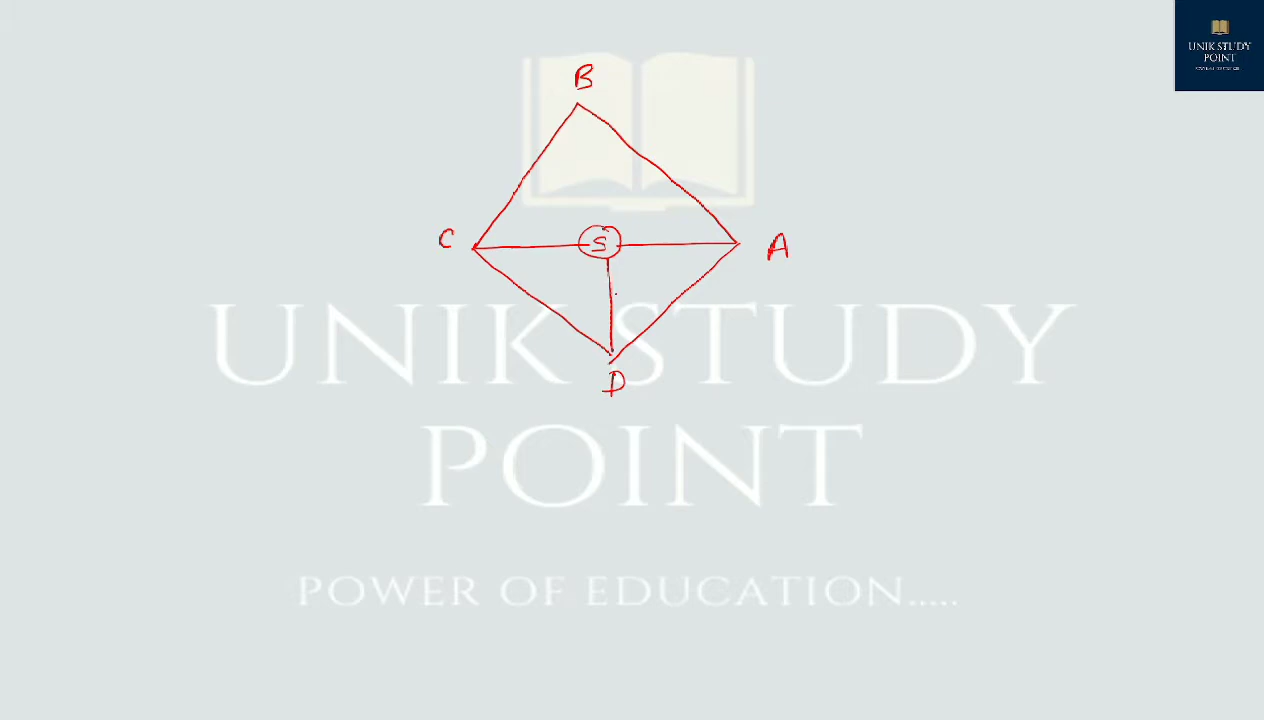 UNIK STUDY
POINT
B
C
S
A
D
UNIK STUDY
POINT
POWER OF EDUCATION.....